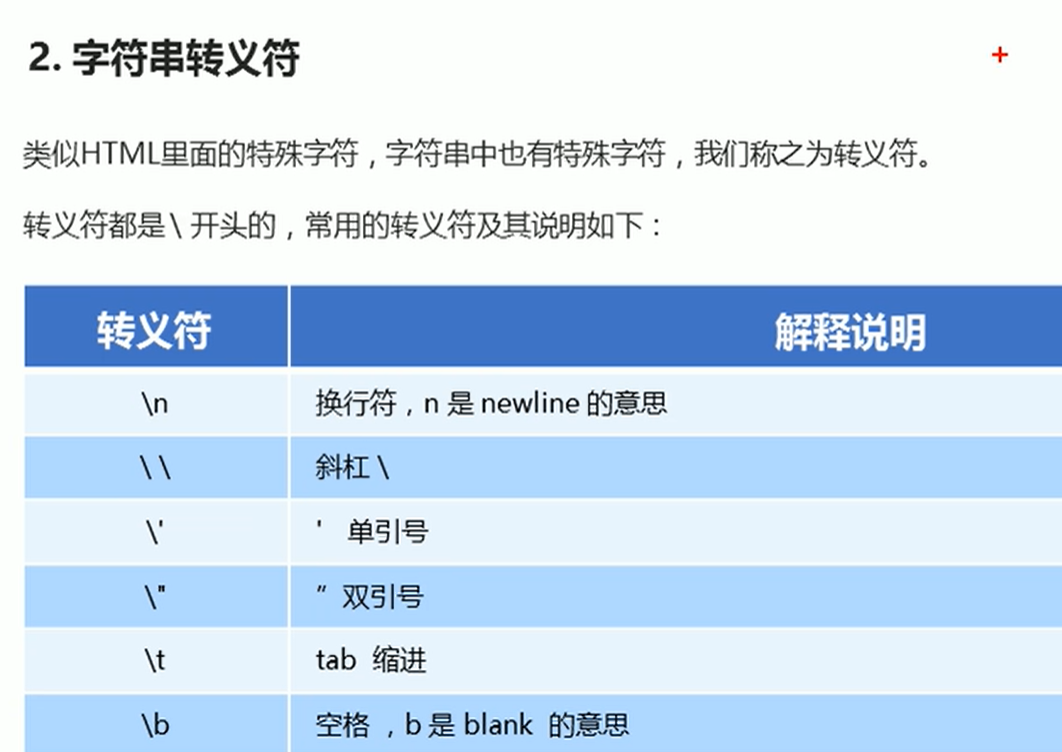 2. 字符串转义符
类似HTML里面的特殊字符，字符串中也有特殊字符，我们称之为转义符。
转义符都是\ 开头的，常用的转义符及其说明如下：
转义符 解释说明
\n 换行符，n 是 newline 的意思
\ \ 斜杠 \
\' ' 单引号
\" ” 双引号
\t tab 缩进
\b 空格 ，b 是 blank 的意思